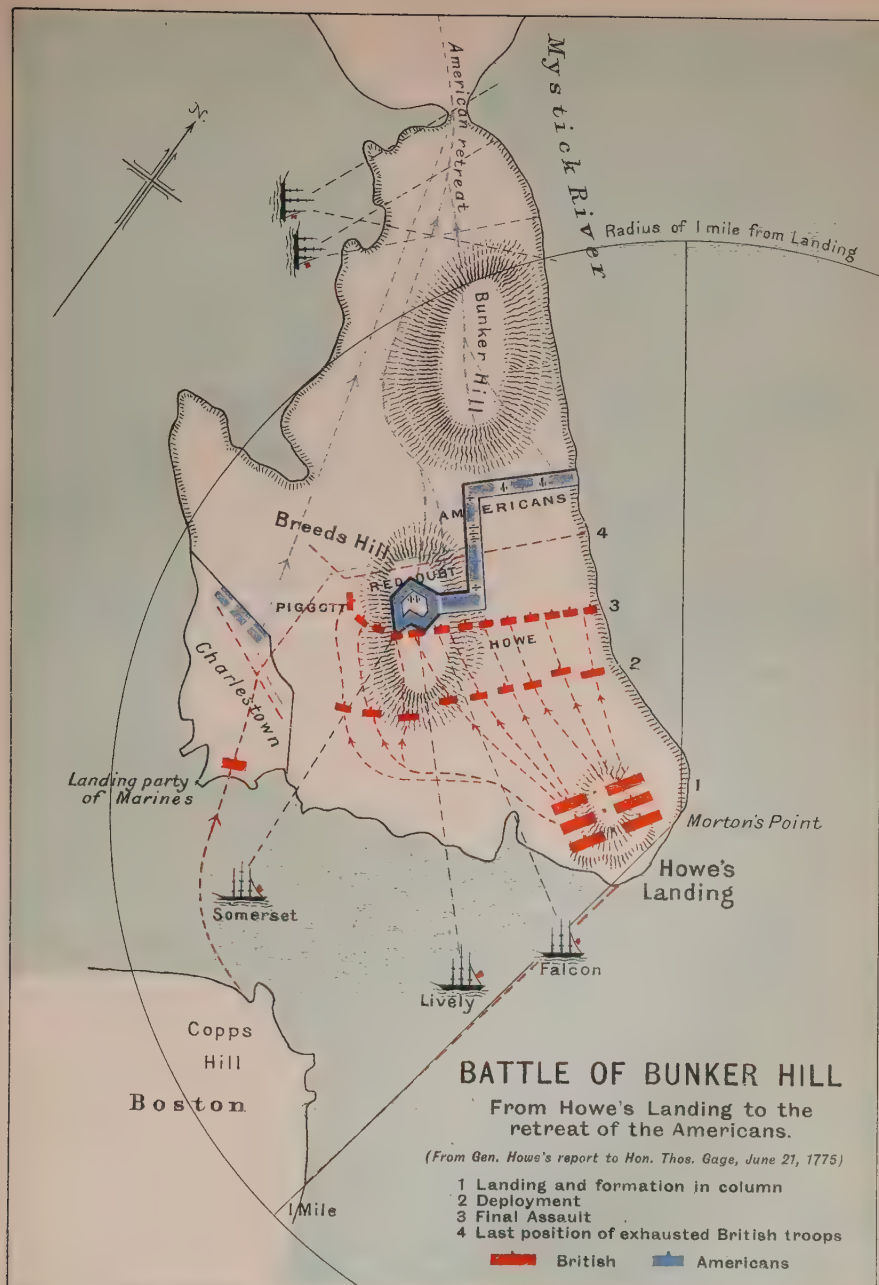 N.
American retreat
Mystick River
Radius of 1 mile from Landing
Bunker Hill
AMERICANS
4
Breeds Hill
REDOUBT
PIGGOTT
3
HOWE
2
Charlestown
Landing party
of Marines
1
Morton's Point
Howe's
Landing
Somerset
Falcon
Lively
Copps
Hill
Boston
1 Mile
BATTLE OF BUNKER HILL
From Howe's Landing to the
retreat of the Americans.
(From Gen. Howe's report to Hon. Thos. Gage, June 21, 1775)
1 Landing and formation in column
2 Deployment
3 Final Assault
4 Last position of exhausted British troops
British Americans